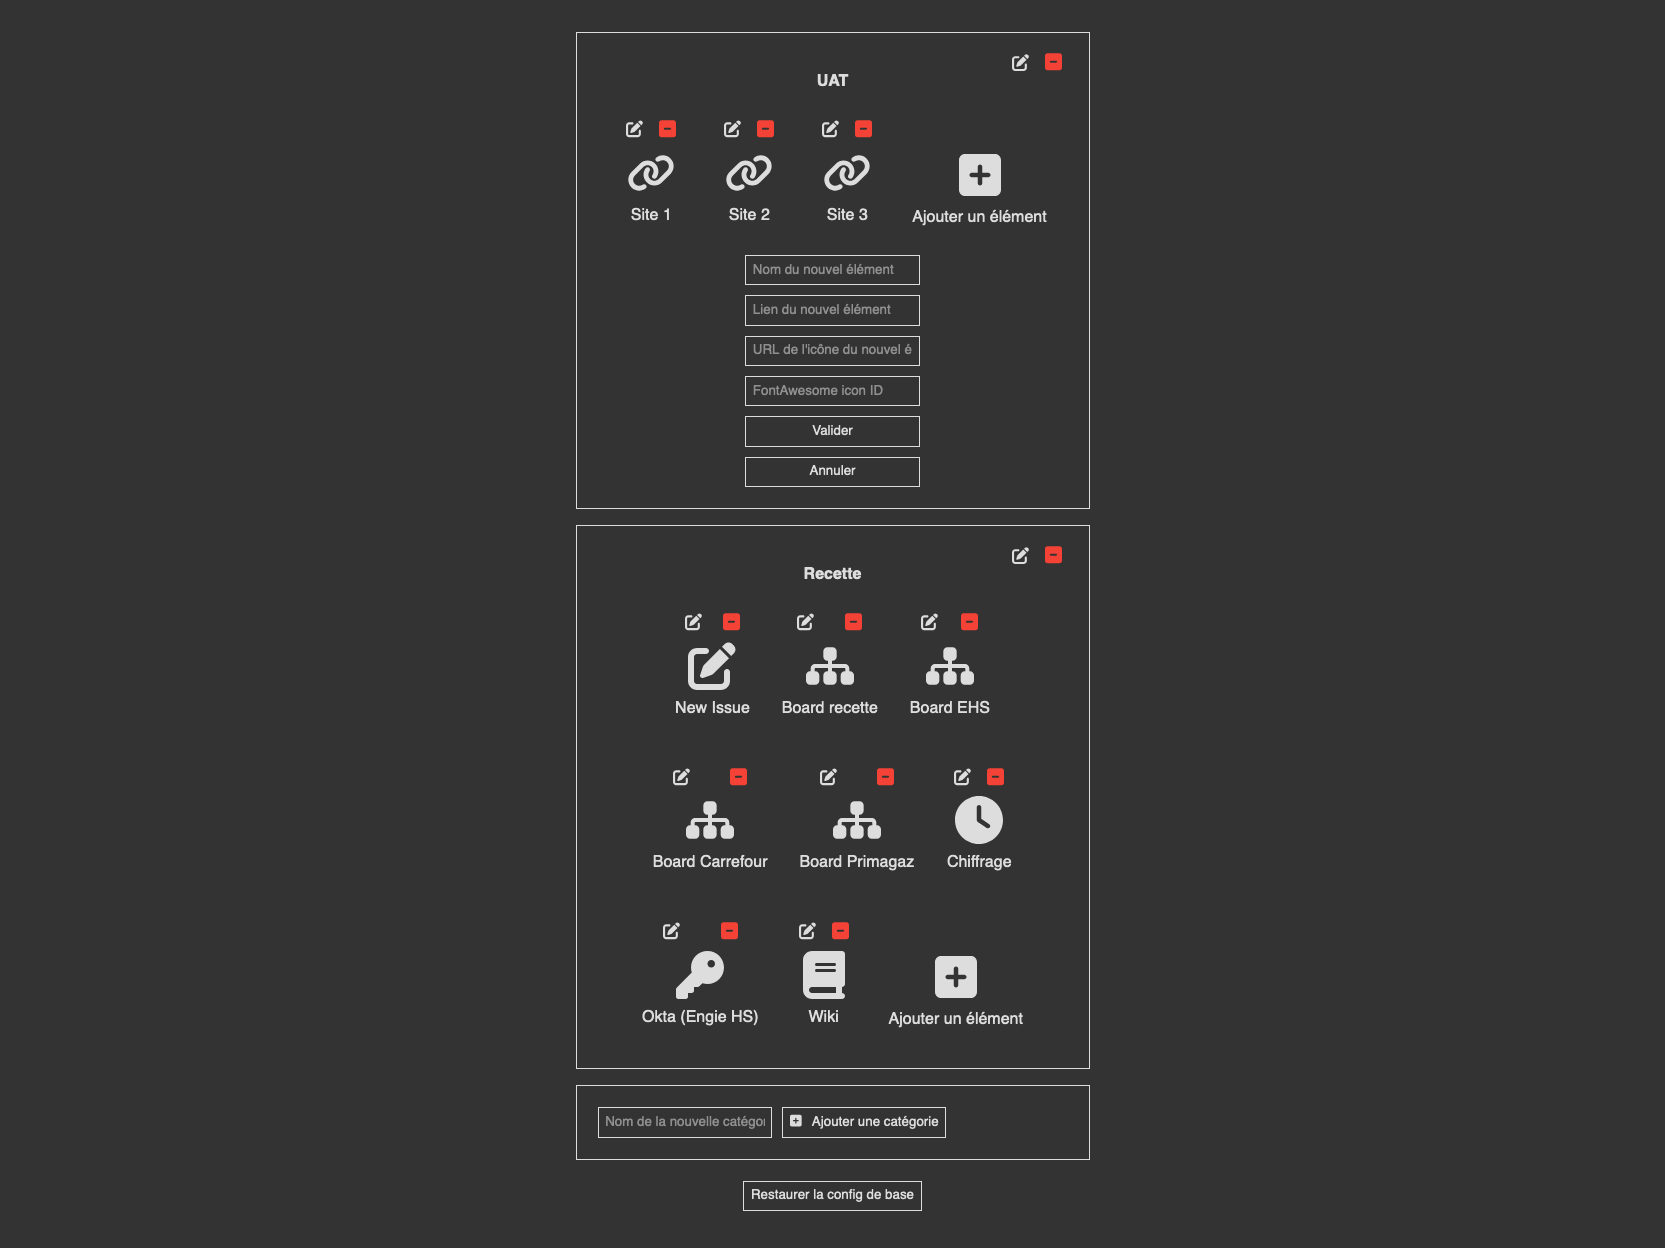 UAT
Site 1 Site 2 Site 3 Ajouter un élément
Nom du nouvel élément
Lien du nouvel élément
URL de l'icône du nouvel é
FontAwesome icon ID
Valider
Annuler
Recette
New Issue Board recette Board EHS
Board Carrefour Board Primagaz Chiffrage
Okta (Engie HS) Wiki Ajouter un élément
Nom de la nouvelle catégo Ajouter une catégorie
Restaurer la config de base